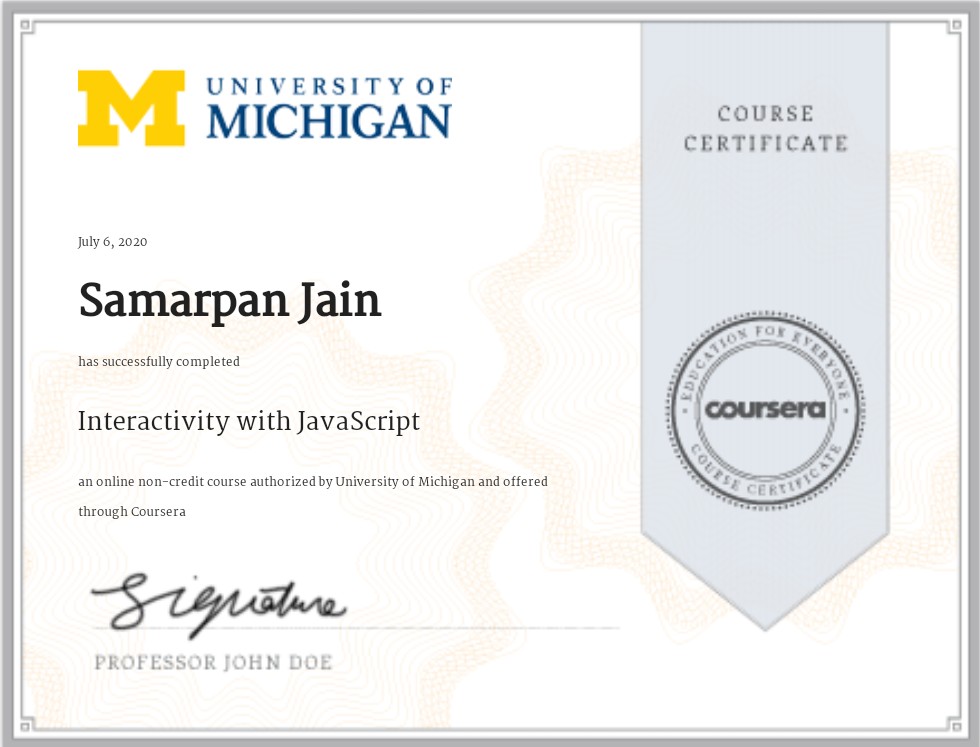 UNIVERSITY OF
MICHIGAN
COURSE
CERTIFICATE
July 6, 2020
Samarpan Jain
has successfully completed
Interactivity with JavaScript
an online non-credit course authorized by University of Michigan and offered
through Coursera
EDUCATION FOR EVERYONE
coursera
COURSE CERTIFICATE
Signature
PROFESSOR JOHN DOE